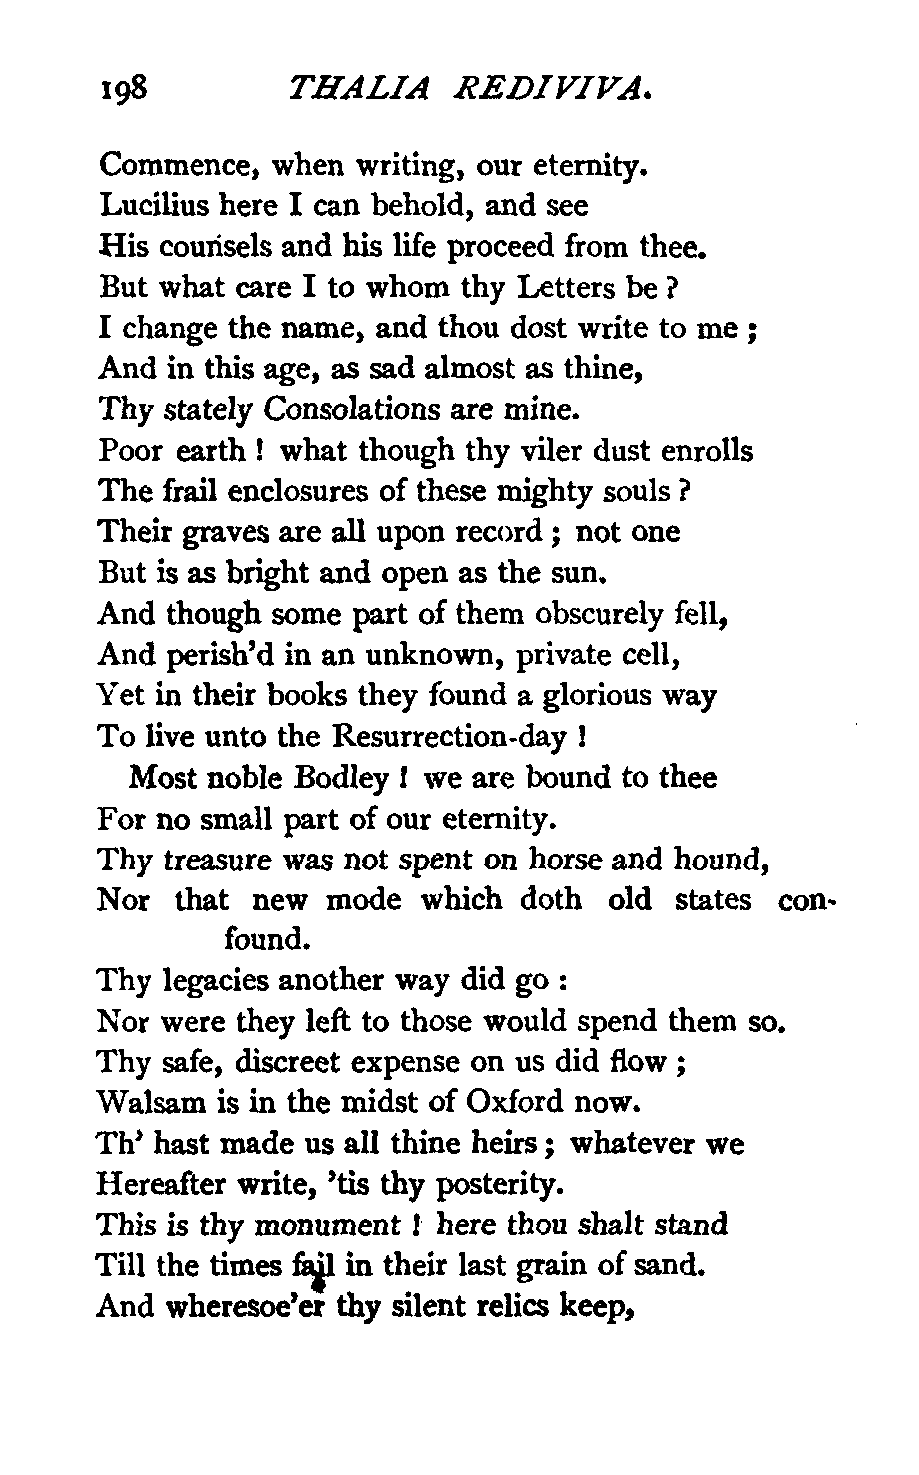 198 THALIA REDIVIVA.
Commence, when writing, our eternity.
Lucilius here I can behold, and see
His counsels and his life proceed from thee.
But what care I to whom thy Letters be ?
I change the name, and thou dost write to me ;
And in this age, as sad almost as thine,
Thy stately Consolations are mine.
Poor earth ! what though thy viler dust enrolls
The frail enclosures of these mighty souls ?
Their graves are all upon record ; not one
But is as bright and open as the sun.
And though some part of them obscurely fell,
And perish'd in an unknown, private cell,
Yet in their books they found a glorious way
To live unto the Resurrection-day !
Most noble Bodley ! we are bound to thee
For no small part of our eternity.
Thy treasure was not spent on horse and hound,
Nor that new mode which doth old states con-
found.
Thy legacies another way did go :
Nor were they left to those would spend them so.
Thy safe, discreet expense on us did flow ;
Walsam is in the midst of Oxford now.
Th' hast made us all thine heirs ; whatever we
Hereafter write, 'tis thy posterity.
This is thy monument ! here thou shalt stand
Till the times fail in their last grain of sand.
And wheresoe'er thy silent relics keep,